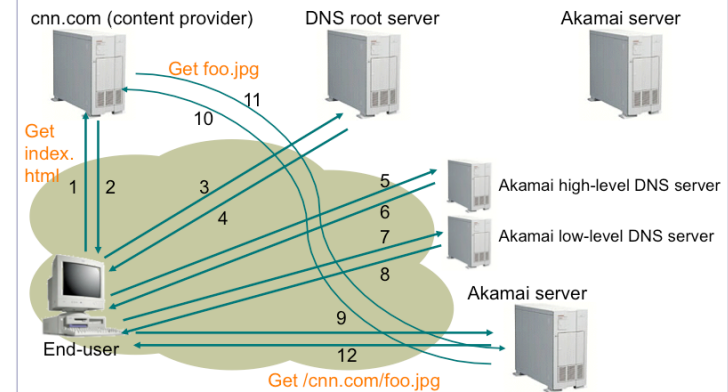 cnn.com (content provider)
DNS root server
Akamai server
Get foo.jpg
11
10
Get
index.
html
1
2
3
4
5
6
Akamai high-level DNS server
7
Akamai low-level DNS server
8
Akamai server
9
End-user
12
Get /cnn.com/foo.jpg